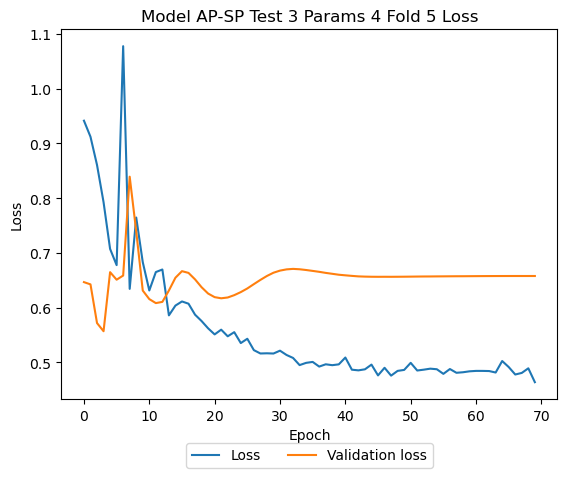 Model AP-SP Test 3 Params 4 Fold 5 Loss
1.1
1.0
0.9
0.8
0.7
0.6
0.5
Loss
0 10 20 30 40 50 60 70
Epoch
Loss Validation loss